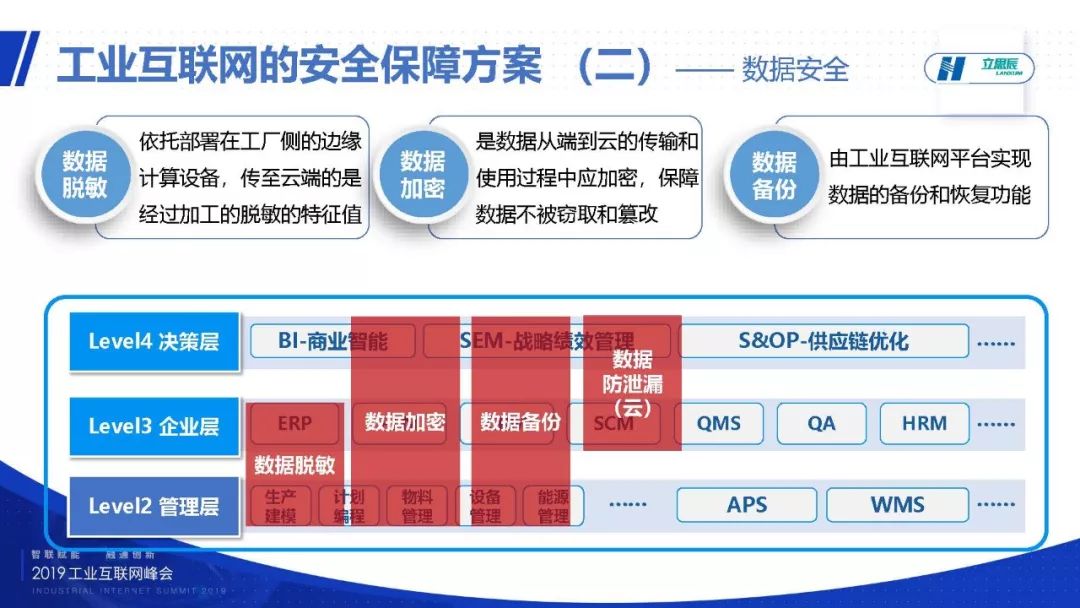 工业互联网的安全保障方案 （二）—— 数据安全
立思辰
LANXUM
数据
脱敏
依托部署在工厂侧的边缘
计算设备，传至云端的是
经过加工的脱敏的特征值
数据
加密
是数据从端到云的传输和
使用过程中应加密，保障
数据不被窃取和篡改
数据
备份
由工业互联网平台实现
数据的备份和恢复功能
Level4 决策层
BI-商业智能
SEM-战略绩效管理
S&OP-供应链优化
……
数据
防泄漏
（云）
Level3 企业层
ERP
数据加密
数据备份
SCM
QMS
QA
HRM
……
数据脱敏
Level2 管理层
生产
建模
计划
编程
物料
管理
设备
管理
能源
管理
……
APS
WMS
……
智联赋能 融通创新
2019工业互联网峰会
INDUSTRIAL INTERNET SUMMIT 2019